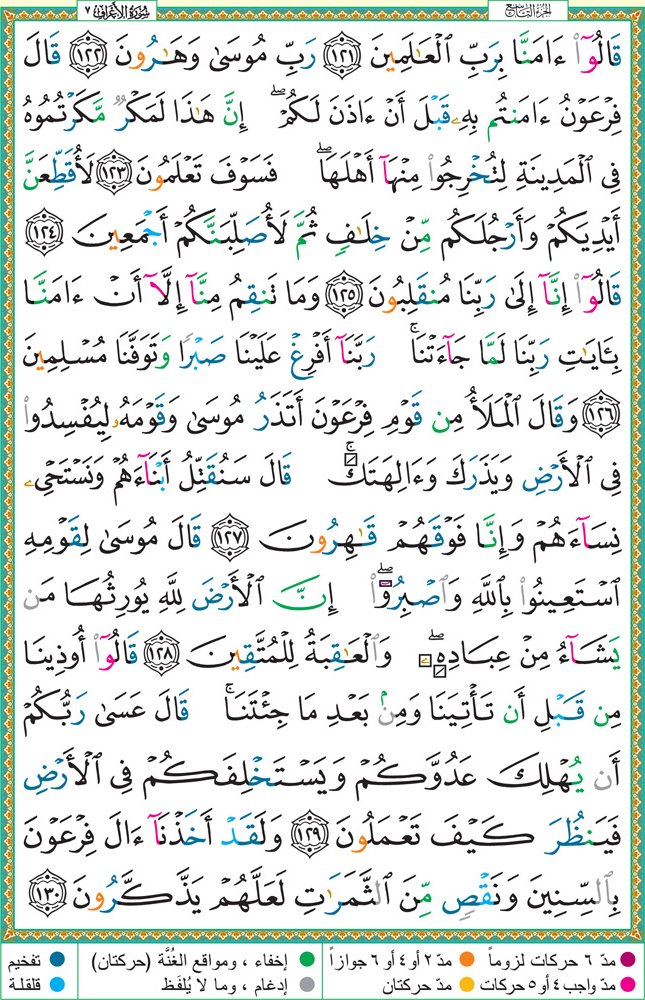 الجزء التاسع
سورة الأعراف ٧
قَالُوٓا۟ ءَامَنَّا بِرَبِّ ٱلْعَـٰلَمِينَ ﴿١٢١﴾ رَبِّ مُوسَىٰ وَهَـٰرُونَ ﴿١٢٢﴾ قَالَ
فِرْعَوْنُ ءَامَنتُم بِهِۦ قَبْلَ أَنْ ءَاذَنَ لَكُمْ ۖ إِنَّ هَـٰذَا لَمَكْرٌ مَّكَرْتُمُوهُ
فِى ٱلْمَدِينَةِ لِتُخْرِجُوا۟ مِنْهَآ أَهْلَهَا ۖ فَسَوْفَ تَعْلَمُونَ ﴿١٢٣﴾ لَأُقَطِّعَنَّ
أَيْدِيَكُمْ وَأَرْجُلَكُم مِّنْ خِلَـٰفٍ ثُمَّ لَأُصَلِّبَنَّكُمْ أَجْمَعِينَ ﴿١٢٤﴾
قَالُوٓا۟ إِنَّآ إِلَىٰ رَبِّنَا مُنقَلِبُونَ ﴿١٢٥﴾ وَمَا تَنقِمُ مِنَّآ إِلَّآ أَنْ ءَامَنَّا
بِـَٔايَـٰتِ رَبِّنَا لَمَّا جَآءَتْنَا ۚ رَبَّنَآ أَفْرِغْ عَلَيْنَا صَبْرًا وَتَوَفَّنَا مُسْلِمِينَ
﴿١٢٦﴾ وَقَالَ ٱلْمَلَأُ مِن قَوْمِ فِرْعَوْنَ أَتَذَرُ مُوسَىٰ وَقَوْمَهُۥ لِيُفْسِدُوا۟
فِى ٱلْأَرْضِ وَيَذَرَكَ وَءَالِهَتَكَ ۚ قَالَ سَنُقَتِّلُ أَبْنَآءَهُمْ وَنَسْتَحْىِۦ
نِسَآءَهُمْ وَإِنَّا فَوْقَهُمْ قَـٰهِرُونَ ﴿١٢٧﴾ قَالَ مُوسَىٰ لِقَوْمِهِ
ٱسْتَعِينُوا۟ بِٱللَّهِ وَٱصْبِرُوٓا۟ ۖ إِنَّ ٱلْأَرْضَ لِلَّهِ يُورِثُهَا مَن
يَشَآءُ مِنْ عِبَادِهِۦ ۖ وَٱلْعَـٰقِبَةُ لِلْمُتَّقِينَ ﴿١٢٨﴾ قَالُوٓا۟ أُوذِينَا
مِن قَبْلِ أَن تَأْتِيَنَا وَمِنۢ بَعْدِ مَا جِئْتَنَا ۚ قَالَ عَسَىٰ رَبُّكُمْ
أَن يُهْلِكَ عَدُوَّكُمْ وَيَسْتَخْلِفَكُمْ فِى ٱلْأَرْضِ
فَيَنظُرَ كَيْفَ تَعْمَلُونَ ﴿١٢٩﴾ وَلَقَدْ أَخَذْنَآ ءَالَ فِرْعَوْنَ
بِٱلسِّنِينَ وَنَقْصٍ مِّنَ ٱلثَّمَرَٰتِ لَعَلَّهُمْ يَذَّكَّرُونَ ﴿١٣٠﴾
مدّ ٦ حركات لزوماً مدّ ٢ أو ٤ أو ٦ جوازاً إخفاء ، ومواقع الغُنَّة (حركتان) تفخيم
مدّ واجب ٤ أو ٥ حركات مدّ حركتان إدغام ، وما لا يُلفَظ قلقلة